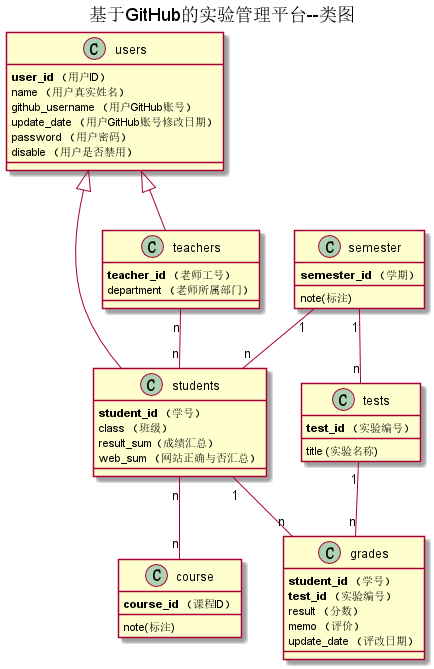 基于GitHub的实验管理平台--类图
C users
user_id （用户ID）
name （用户真实姓名）
github_username （用户GitHub账号）
update_date （用户GitHub账号修改日期）
password （用户密码）
disable （用户是否禁用）
C teachers
teacher_id （老师工号）
department （老师所属部门）
C semester
semester_id （学期）
note(标注)
n
1
1
n
n
n
C students
student_id （学号）
class （班级）
result_sum（成绩汇总）
web_sum （网站正确与否汇总）
C tests
test_id （实验编号）
title (实验名称)
n
1
1
n
n
n
C course
course_id （课程ID）
note(标注)
C grades
student_id （学号）
test_id （实验编号）
result （分数）
memo （评价）
update_date （评改日期）